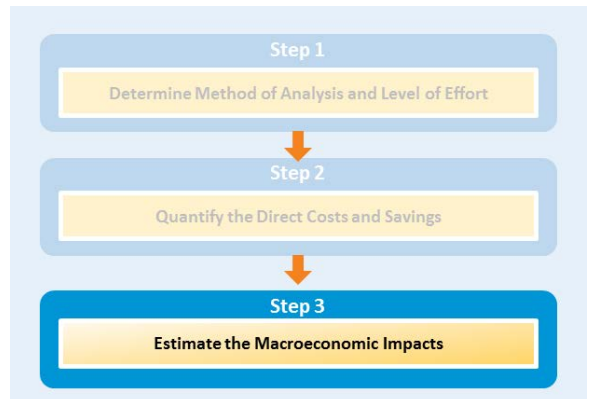 Step 1
Determine Method of Analysis and Level of Effort
Step 2
Quantify the Direct Costs and Savings
Step 3
Estimate the Macroeconomic Impacts